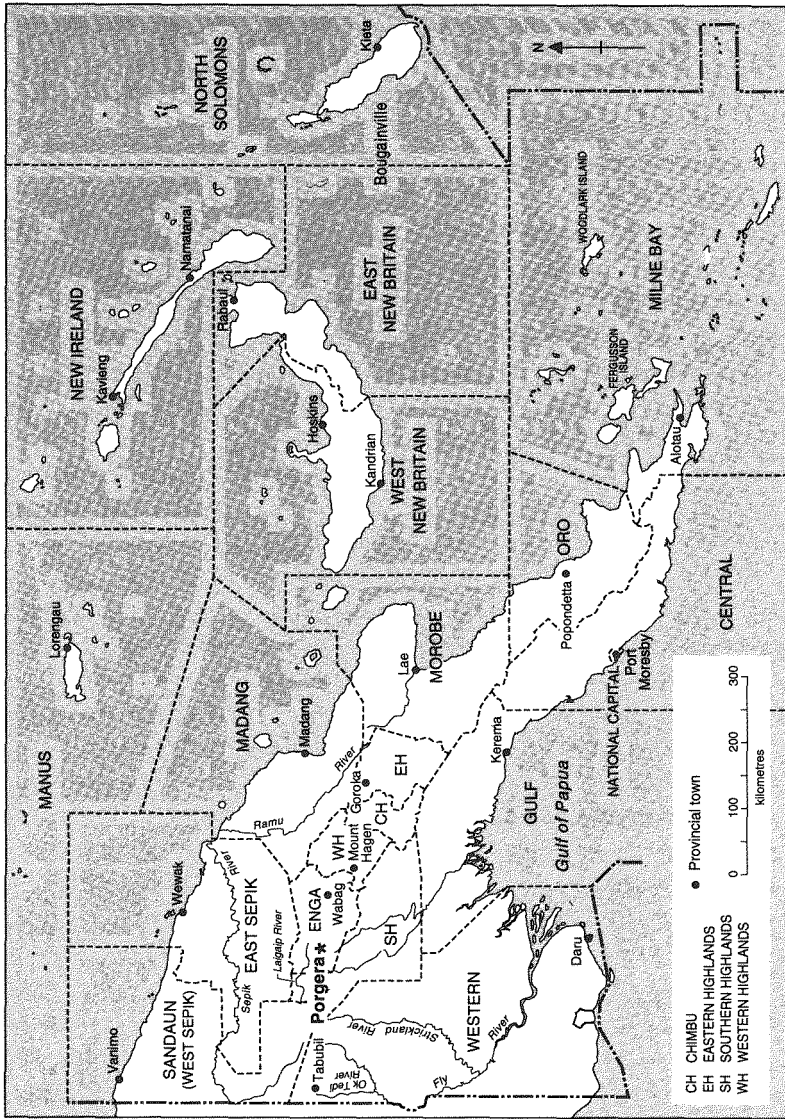 MANUS
Lorengau
NEW IRELAND
Kavieng
Namatanai
NORTH
SOLOMONS
Kieta
Bougainville
Vanimo
Wewak
SANDAUN
(WEST SEPIK)
EAST SEPIK
Sepik
River
MADANG
Madang
Ramu
River
Rabaul
EAST
NEW BRITAIN
Hoskins
Kandrian
WEST
NEW BRITAIN
Laigaip River
ENGA
Wabag
Porgera
WH
Mount
Hagen
CH
Goroka
EH
SH
Lae
MOROBE
Tabubil
Ok Tedi
River
Strickland
River
WESTERN
Fly
River
Daru
Kerema
GULF
Gulf of Papua
NATIONAL CAPITAL
Port
Moresby
Popondetta
ORO
CENTRAL
WOODLARK ISLAND
FERGUSSON
ISLAND
MILNE BAY
Alotau
N
CH CHIMBU
EH EASTERN HIGHLANDS
SH SOUTHERN HIGHLANDS
WH WESTERN HIGHLANDS
Provincial town
0 100 200 300
kilometres